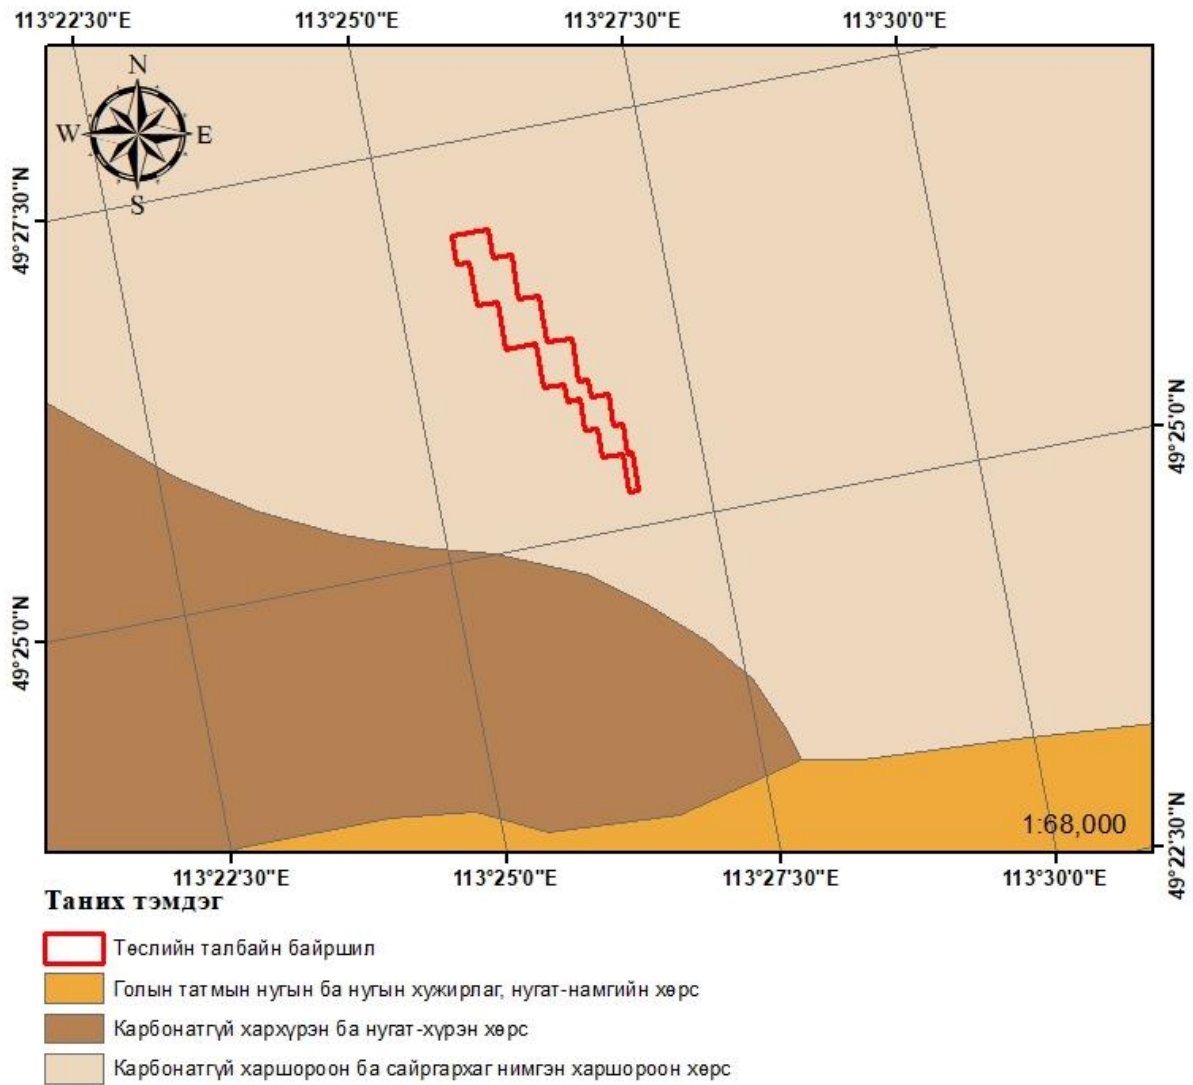 113°22'30"E 113°25'0"E 113°27'30"E 113°30'0"E
N
W E
S
49°27'30"N
49°25'0"N
49°25'0"N
49°22'30"N
1:68,000
113°22'30"E 113°25'0"E 113°27'30"E 113°30'0"E
Таних тэмдэг
Төслийн талбайн байршил
Голын татмын нугын ба нугын хужирлаг, нугат-намгийн хөрс
Карбонатгүй хархүрэн ба нугат-хүрэн хөрс
Карбонатгүй харшороон ба сайргархаг нимгэн харшороон хөрс